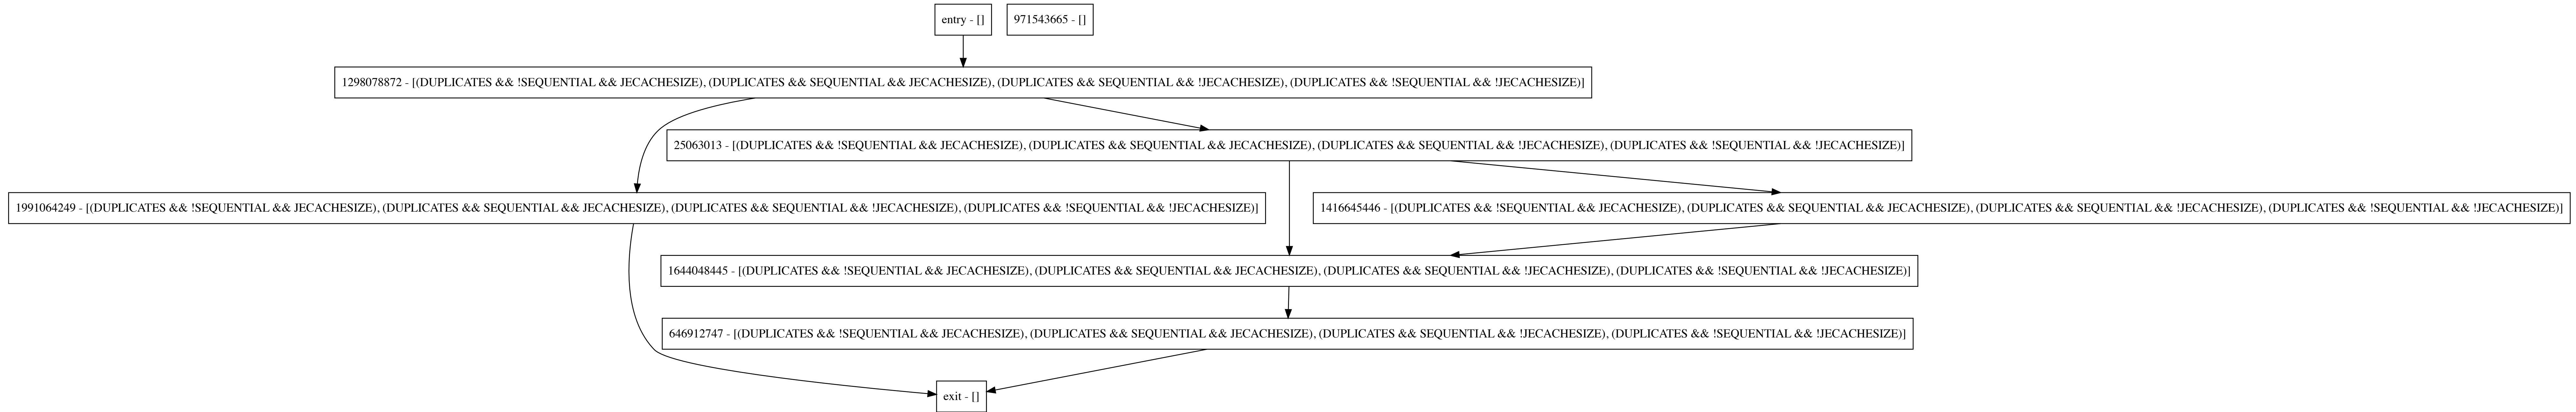 entry - []
971543665 - []
1298078872 - [(DUPLICATES && !SEQUENTIAL && JECACHESIZE), (DUPLICATES && SEQUENTIAL && JECACHESIZE), (DUPLICATES && SEQUENTIAL && !JECACHESIZE), (DUPLICATES && !SEQUENTIAL && !JECACHESIZE)]
25063013 - [(DUPLICATES && !SEQUENTIAL && JECACHESIZE), (DUPLICATES && SEQUENTIAL && JECACHESIZE), (DUPLICATES && SEQUENTIAL && !JECACHESIZE), (DUPLICATES && !SEQUENTIAL && !JECACHESIZE)]
1991064249 - [(DUPLICATES && !SEQUENTIAL && JECACHESIZE), (DUPLICATES && SEQUENTIAL && JECACHESIZE), (DUPLICATES && SEQUENTIAL && !JECACHESIZE), (DUPLICATES && !SEQUENTIAL && !JECACHESIZE)]
1416645446 - [(DUPLICATES && !SEQUENTIAL && JECACHESIZE), (DUPLICATES && SEQUENTIAL && JECACHESIZE), (DUPLICATES && SEQUENTIAL && !JECACHESIZE), (DUPLICATES && !SEQUENTIAL && !JECACHESIZE)]
1644048445 - [(DUPLICATES && !SEQUENTIAL && JECACHESIZE), (DUPLICATES && SEQUENTIAL && JECACHESIZE), (DUPLICATES && SEQUENTIAL && !JECACHESIZE), (DUPLICATES && !SEQUENTIAL && !JECACHESIZE)]
646912747 - [(DUPLICATES && !SEQUENTIAL && JECACHESIZE), (DUPLICATES && SEQUENTIAL && JECACHESIZE), (DUPLICATES && SEQUENTIAL && !JECACHESIZE), (DUPLICATES && !SEQUENTIAL && !JECACHESIZE)]
exit - []